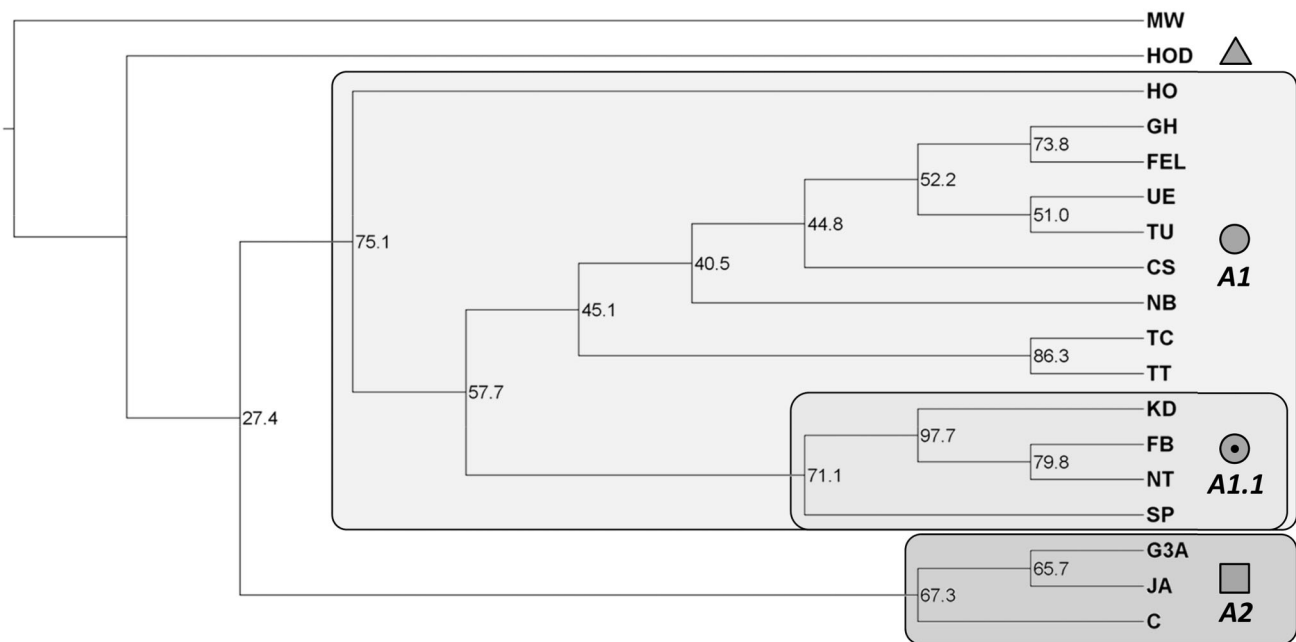 MW
HOD
HO
GH
73.8
FEL
52.2
UE
51.0
TU
44.8
CS
40.5
NB
45.1
TC
86.3
TT
75.1
57.7
A1
KD
97.7
FB
79.8
NT
71.1
SP
A1.1
27.4
G3A
65.7
JA
67.3
C
A2